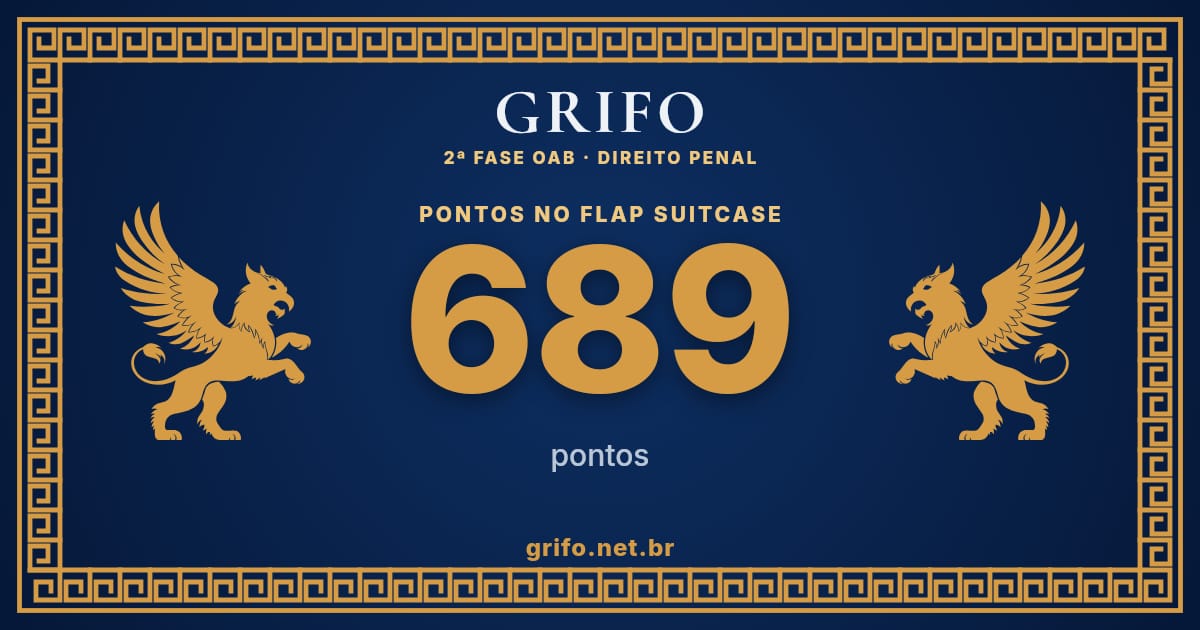 GRIFO
2ª FASE OAB · DIREITO PENAL
PONTOS NO FLAP SUITCASE
689
pontos
grifo.net.br